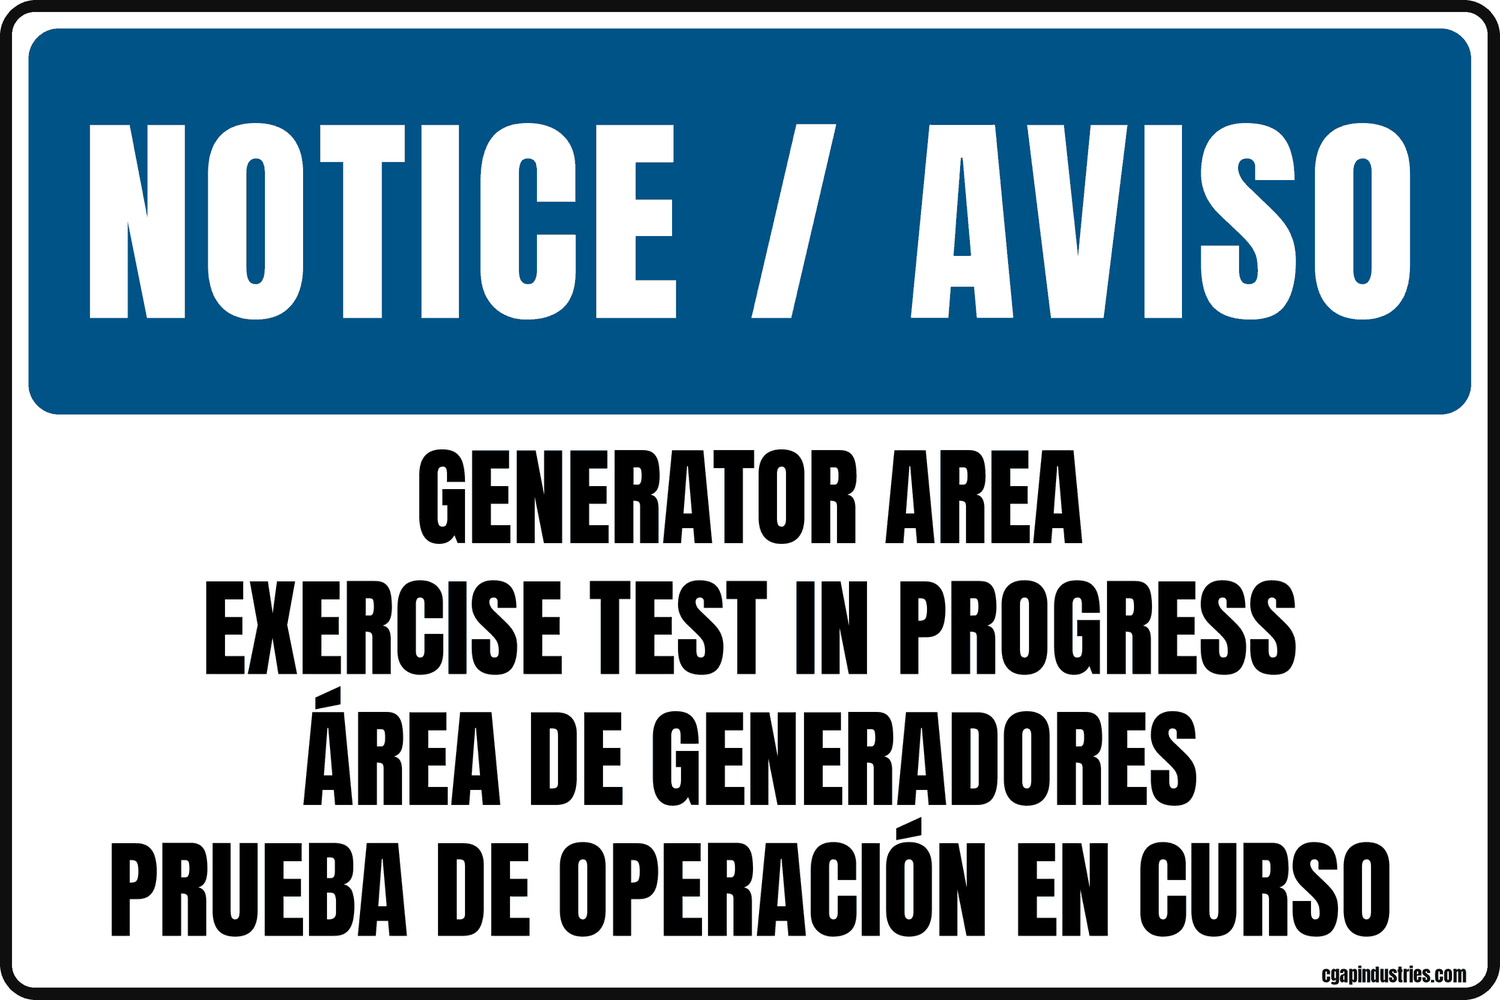 NOTICE / AVISO
GENERATOR AREA
EXERCISE TEST IN PROGRESS
ÁREA DE GENERADORES
PRUEBA DE OPERACIÓN EN CURSO
cgapindustries.com